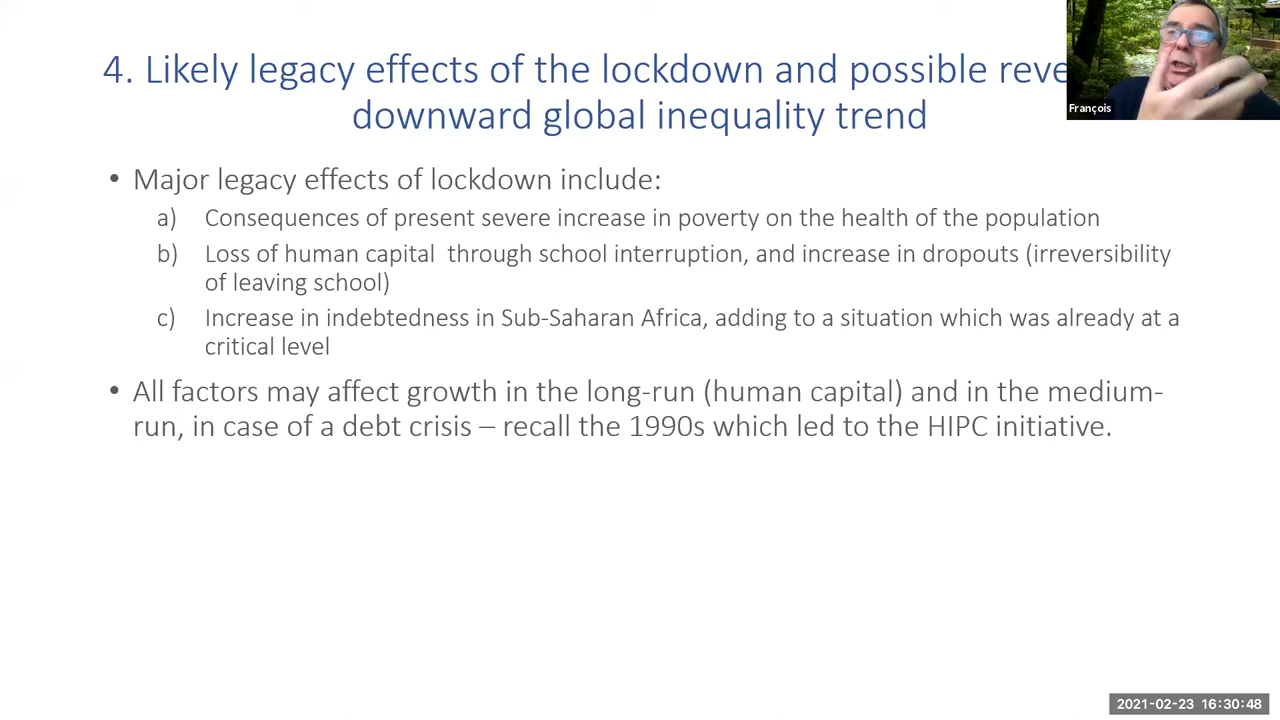 4. Likely legacy effects of the lockdown and possible
downward global inequality trend
François
• Major legacy effects of lockdown include:
a) Consequences of present severe increase in poverty on the health of the population
b) Loss of human capital through school interruption, and increase in dropouts (irreversibility
of leaving school)
c) Increase in indebtedness in Sub-Saharan Africa, adding to a situation which was already at a
critical level
• All factors may affect growth in the long-run (human capital) and in the medium-
run, in case of a debt crisis – recall the 1990s which led to the HIPC initiative.
2021-02-23 16:30:48